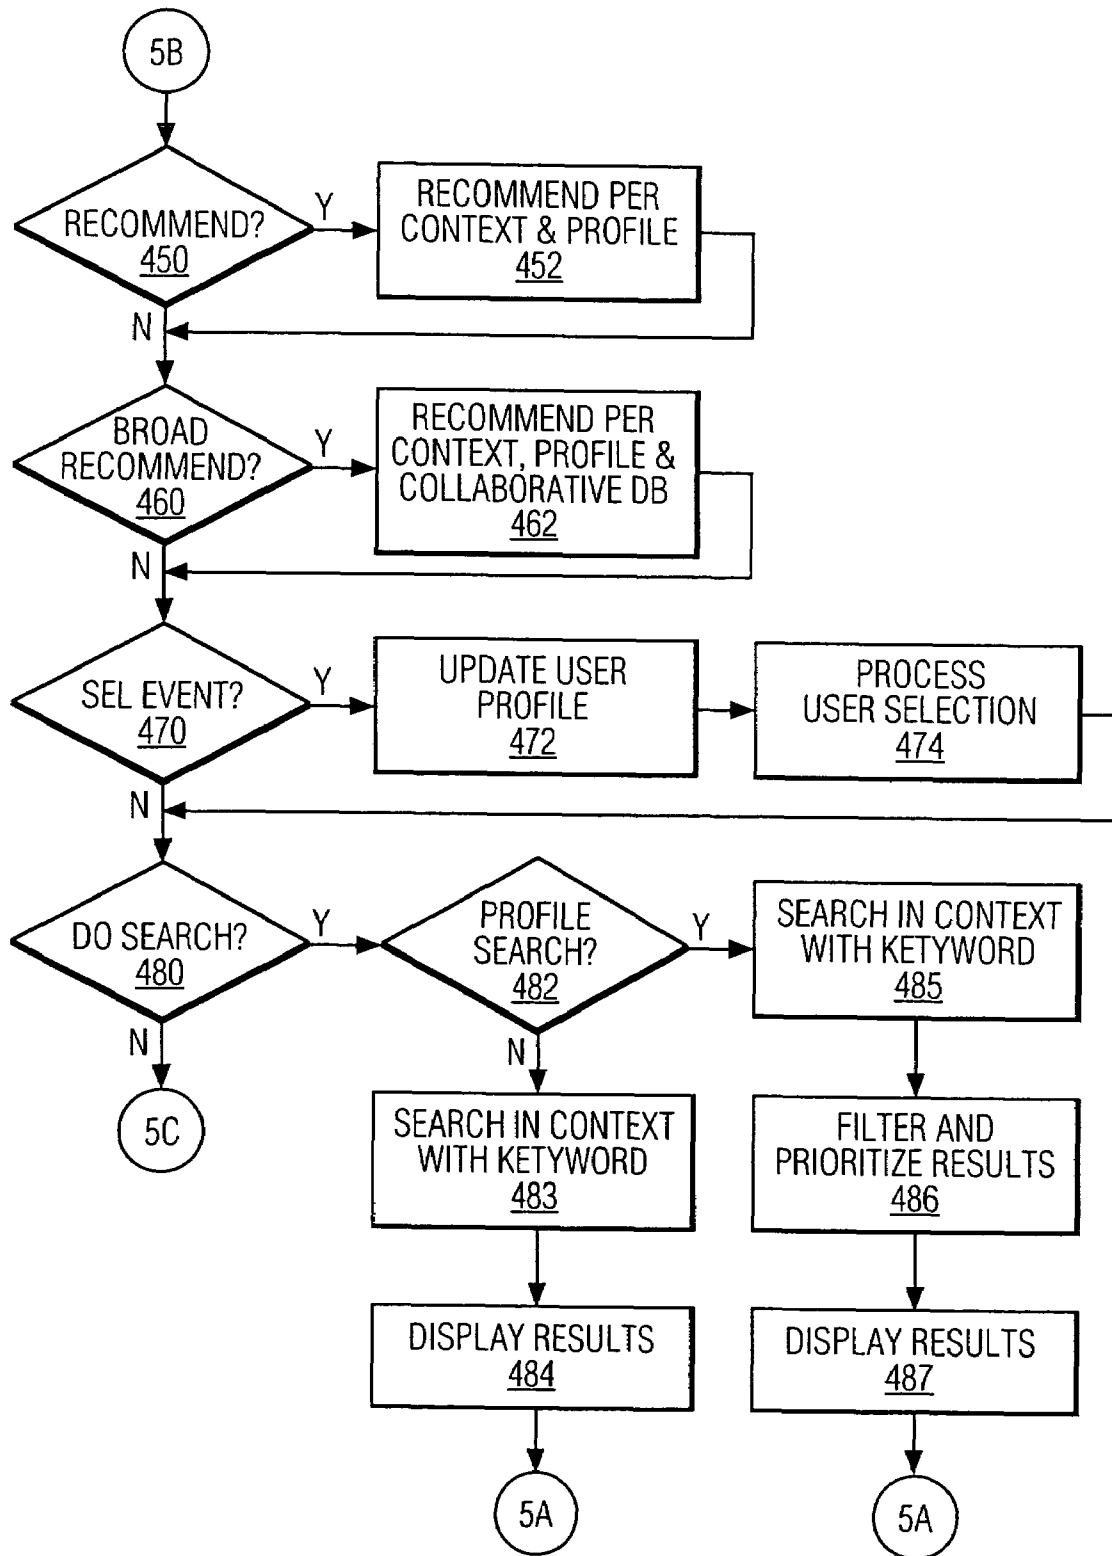 5B
RECOMMEND?
450
Y
RECOMMEND PER
CONTEXT & PROFILE
452
N
BROAD
RECOMMEND?
460
Y
RECOMMEND PER
CONTEXT, PROFILE &
COLLABORATIVE DB
462
N
SEL EVENT?
470
Y
UPDATE USER
PROFILE
472
PROCESS
USER SELECTION
474
N
DO SEARCH?
480
Y
PROFILE
SEARCH?
482
Y
SEARCH IN CONTEXT
WITH KETYWORD
485
N
5C
N
SEARCH IN CONTEXT
WITH KETYWORD
483
FILTER AND
PRIORITIZE RESULTS
486
DISPLAY RESULTS
484
DISPLAY RESULTS
487
5A
5A